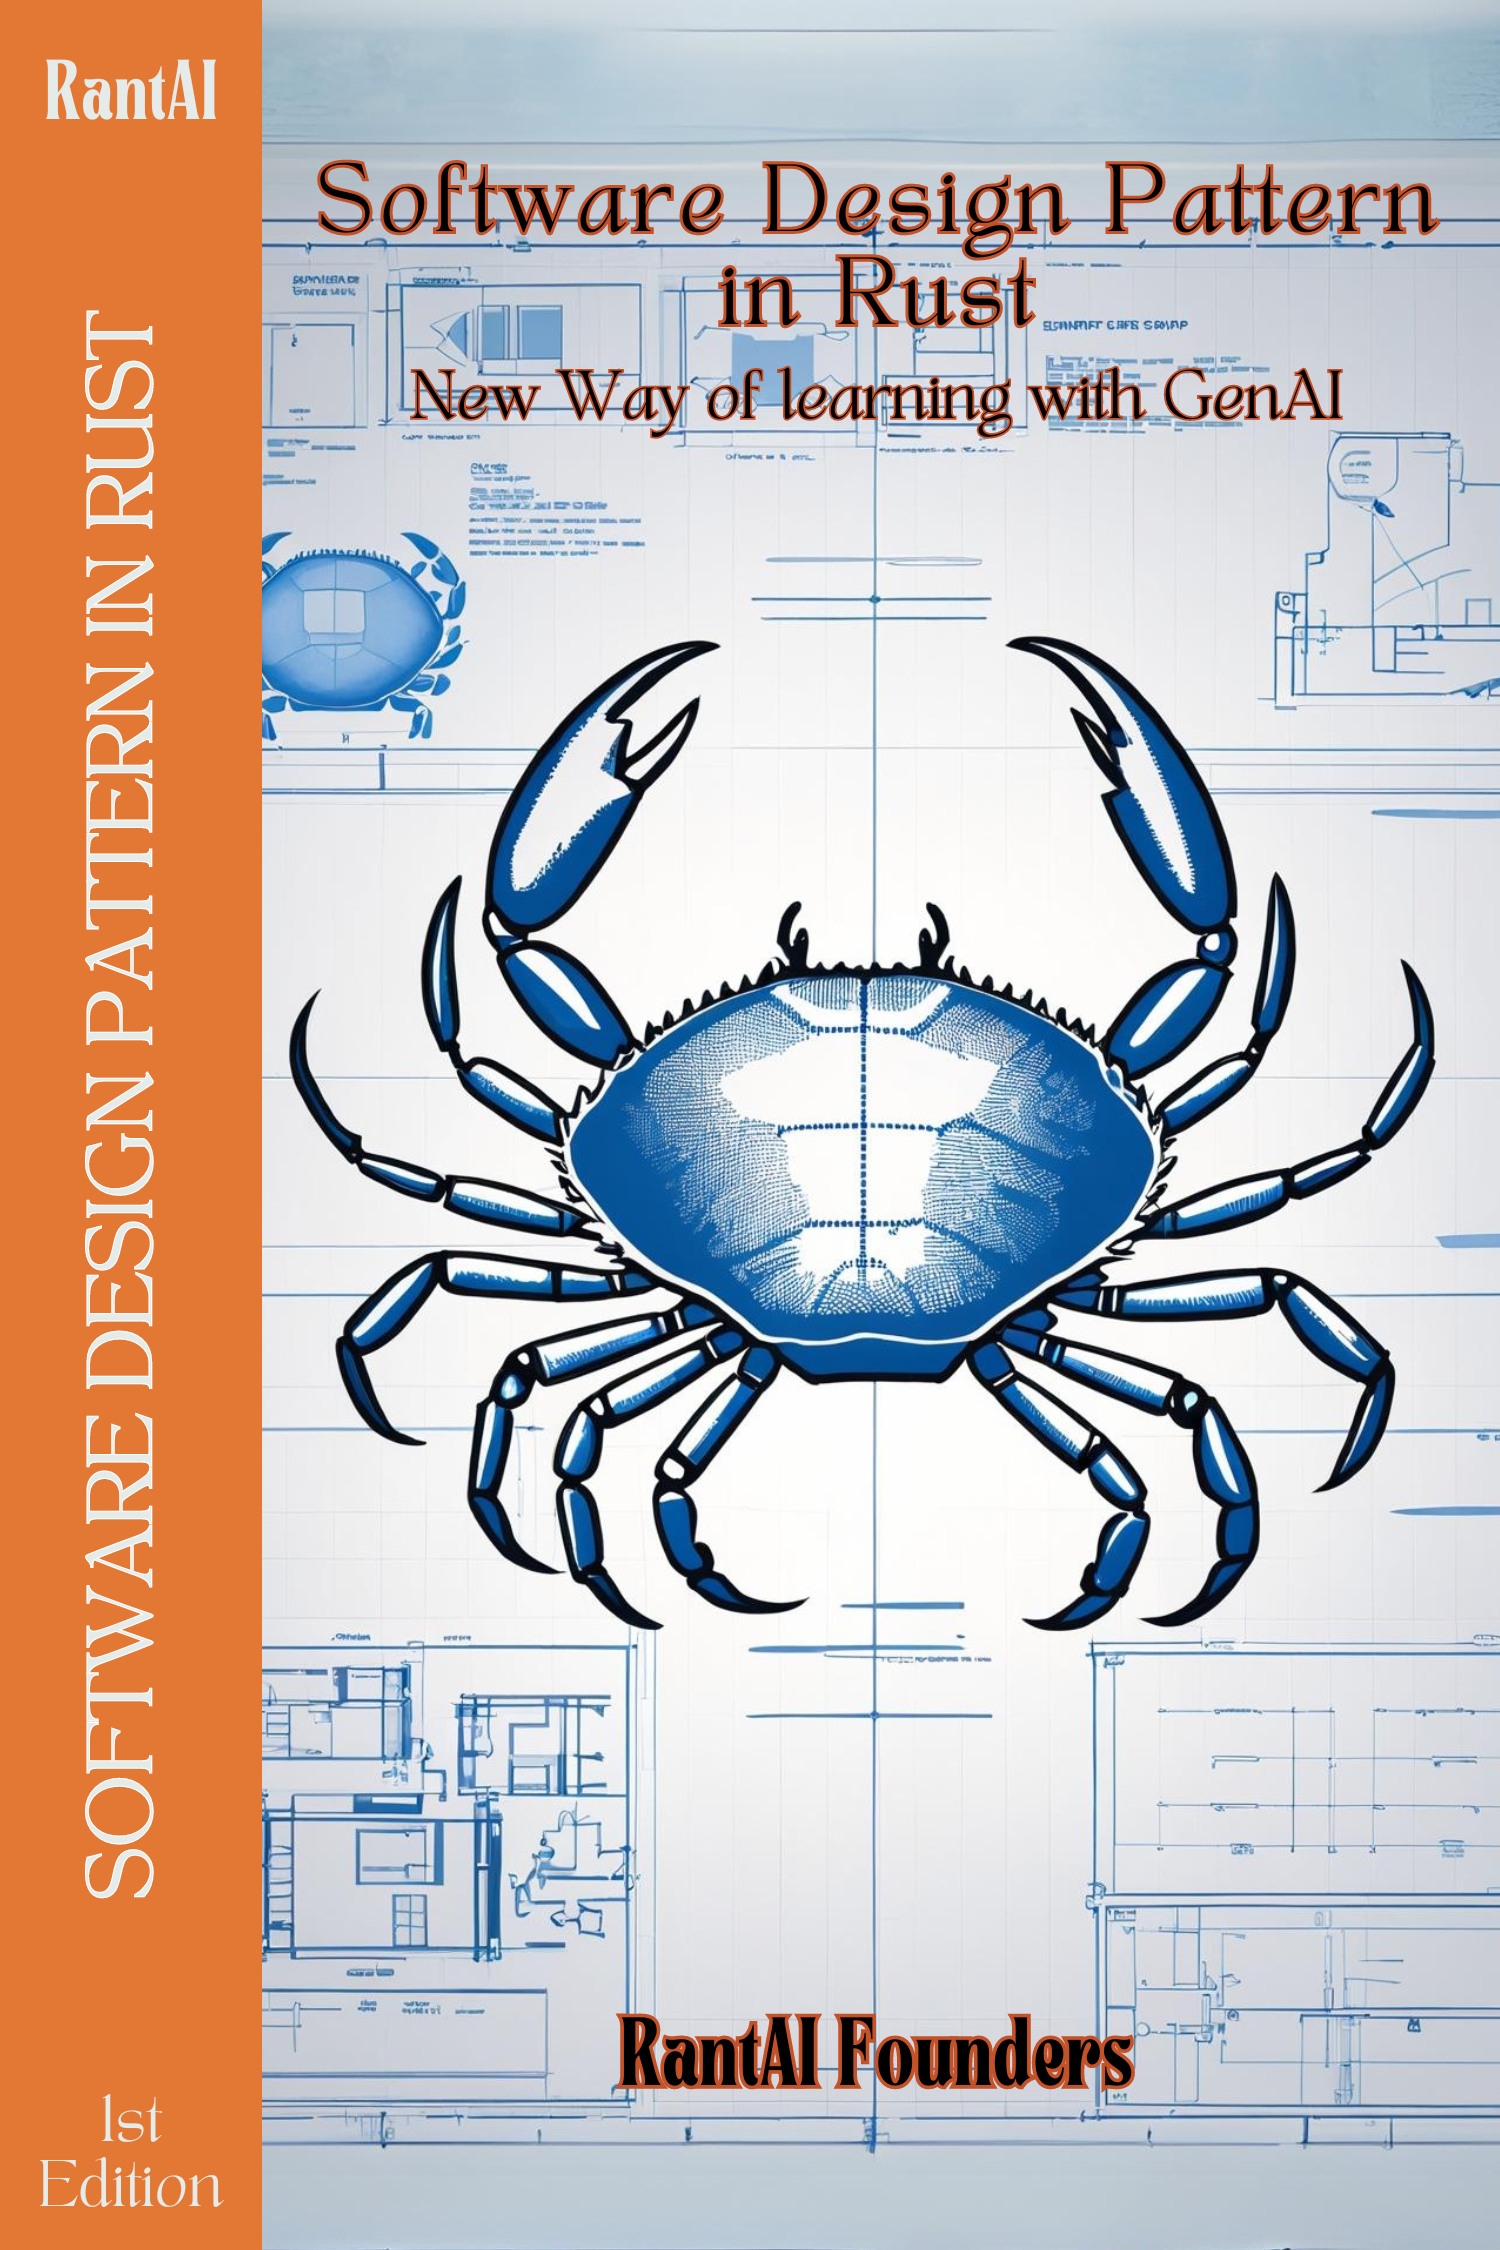 RantAI
SOFTWARE DESIGN PATTERN IN RUST
1st
Edition
Software Design Pattern
in Rust
New Way of learning with GenAI
RantAI Founders